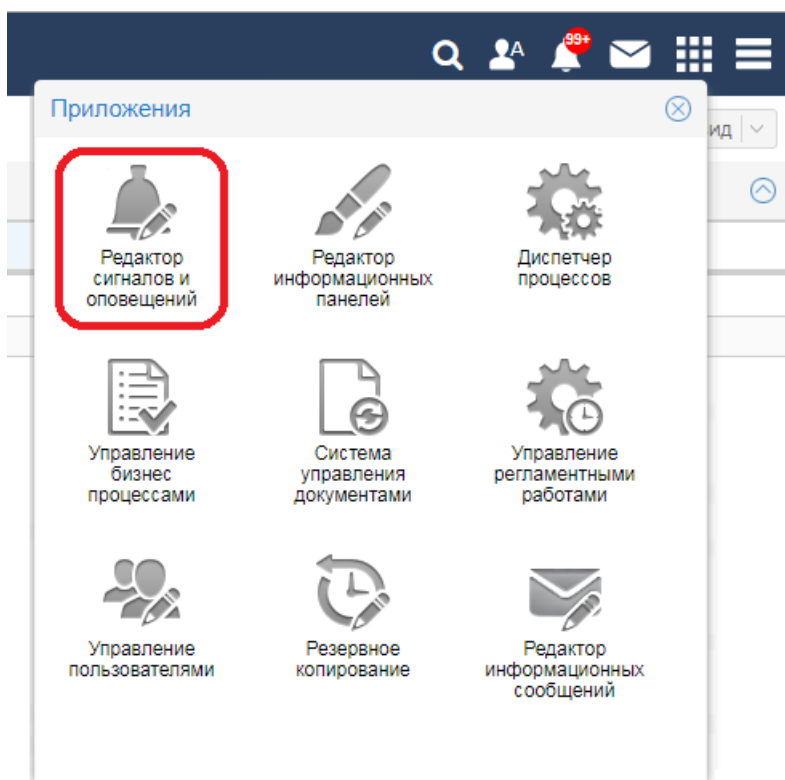 A
99+
Приложения
ид
Редактор
сигналов и
оповещений
Редактор
информационных
панелей
Диспетчер
процессов
Управление
бизнес
процессами
Система
управления
документами
Управление
регламентными
работами
Управление
пользователями
Резервное
копирование
Редактор
информационных
сообщений